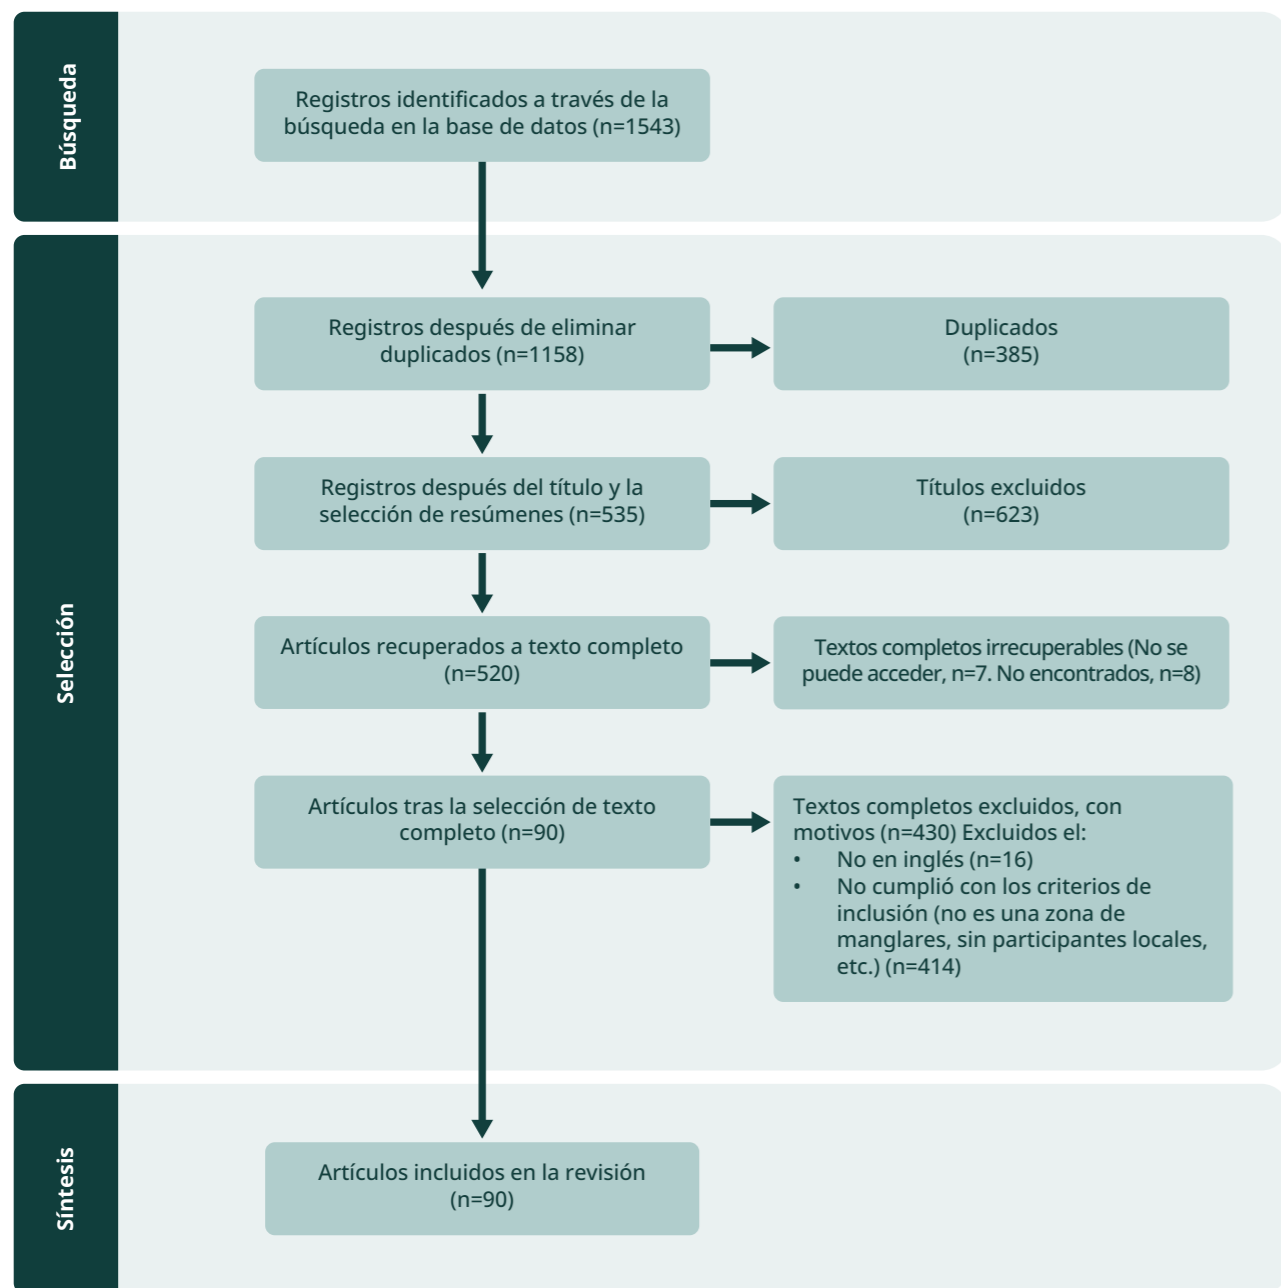 Búsqueda
Registros identificados a través de la
búsqueda en la base de datos (n=1543)
Selección
Registros después de eliminar
duplicados (n=1158)
Duplicados
(n=385)
Registros después del título y la
selección de resúmenes (n=535)
Títulos excluidos
(n=623)
Artículos recuperados a texto completo
(n=520)
Textos completos irrecuperables (No se
puede acceder, n=7. No encontrados, n=8)
Artículos tras la selección de texto
completo (n=90)
Textos completos excluidos, con
motivos (n=430) Excluidos el:
• No en inglés (n=16)
• No cumplió con los criterios de
inclusión (no es una zona de
manglares, sin participantes locales,
etc.) (n=414)
Síntesis
Artículos incluidos en la revisión
(n=90)